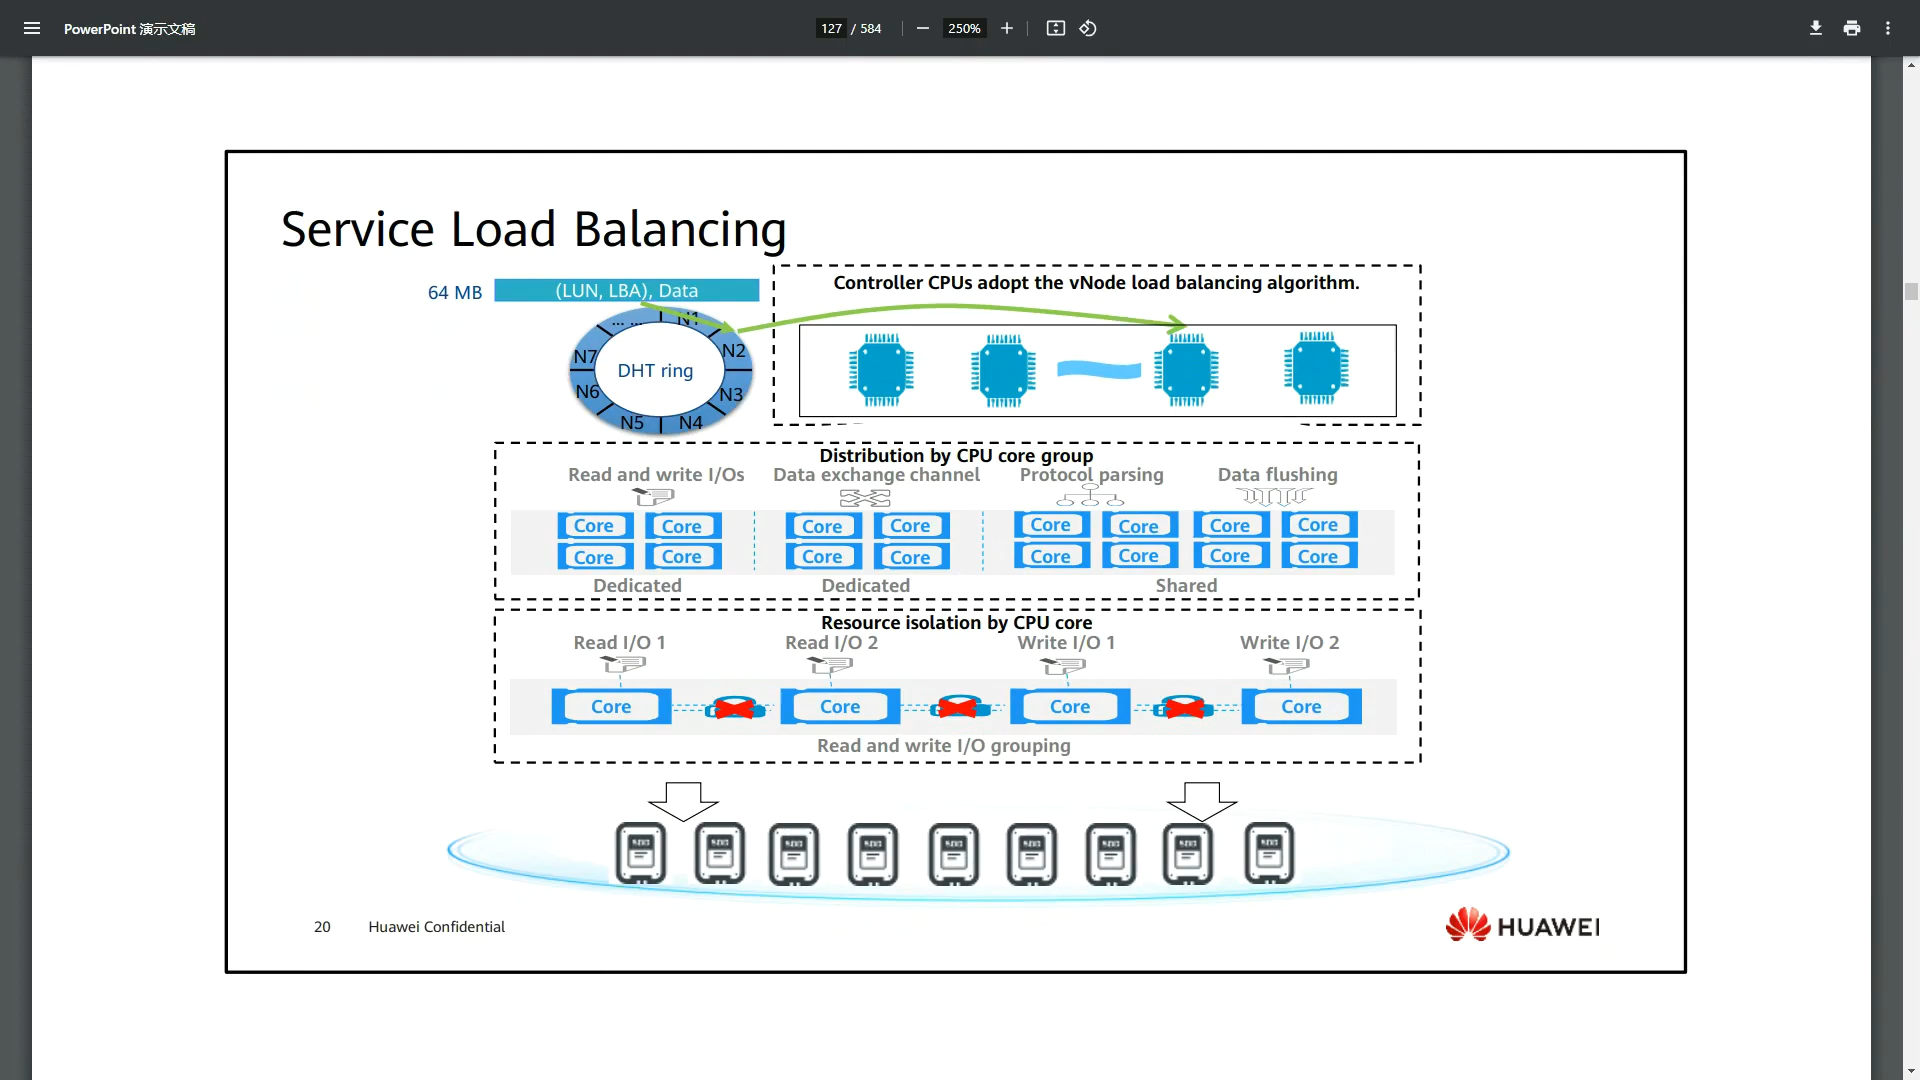 PowerPoint 演示文稿
127 / 584
250%
Service Load Balancing
64 MB
(LUN, LBA), Data
Controller CPUs adopt the vNode load balancing algorithm.
... ...
N1
N7
N2
DHT ring
N6
N3
N5
N4
Distribution by CPU core group
Read and write I/Os Data exchange channel Protocol parsing Data flushing
Core Core Core Core Core Core Core Core
Core Core Core Core Core Core Core Core
Dedicated Dedicated Shared
Resource isolation by CPU core
Read I/O 1 Read I/O 2 Write I/O 1 Write I/O 2
Core Core Core Core
Read and write I/O grouping
20 Huawei Confidential
HUAWEI